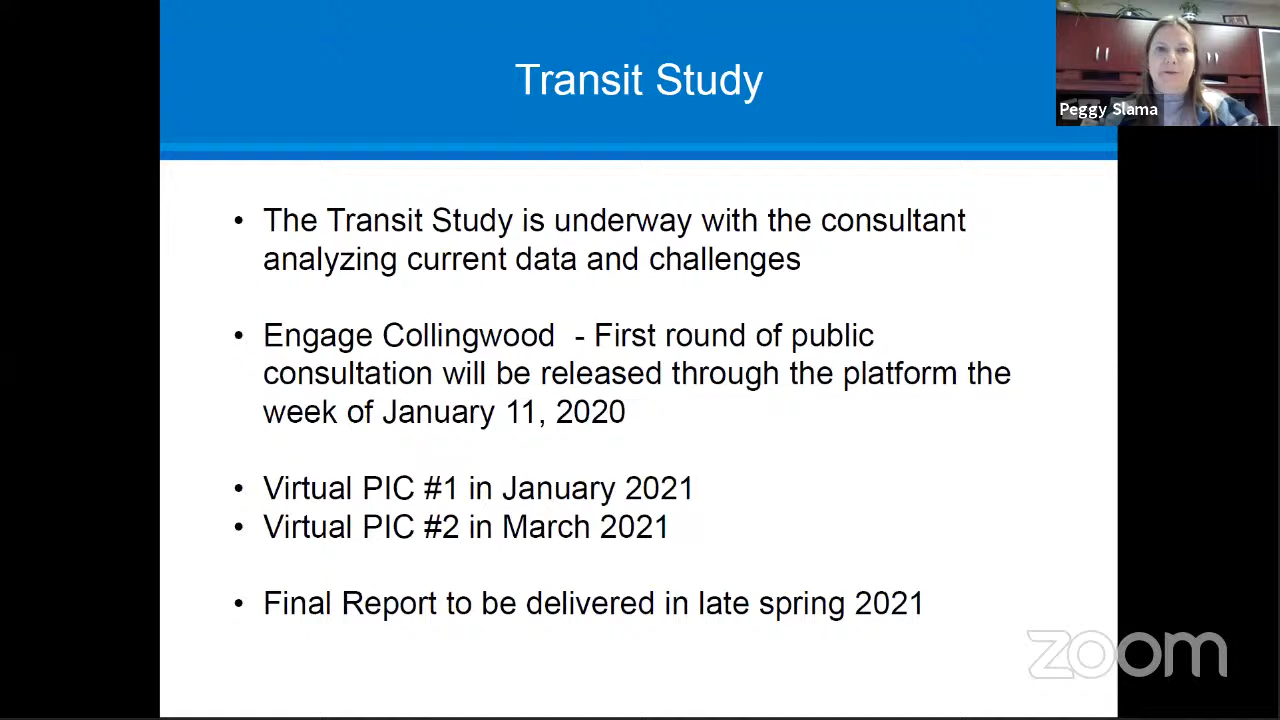 Transit Study
Peggy Slama
• The Transit Study is underway with the consultant
analyzing current data and challenges
• Engage Collingwood - First round of public
consultation will be released through the platform the
week of January 11, 2020
• Virtual PIC #1 in January 2021
• Virtual PIC #2 in March 2021
• Final Report to be delivered in late spring 2021
zoom